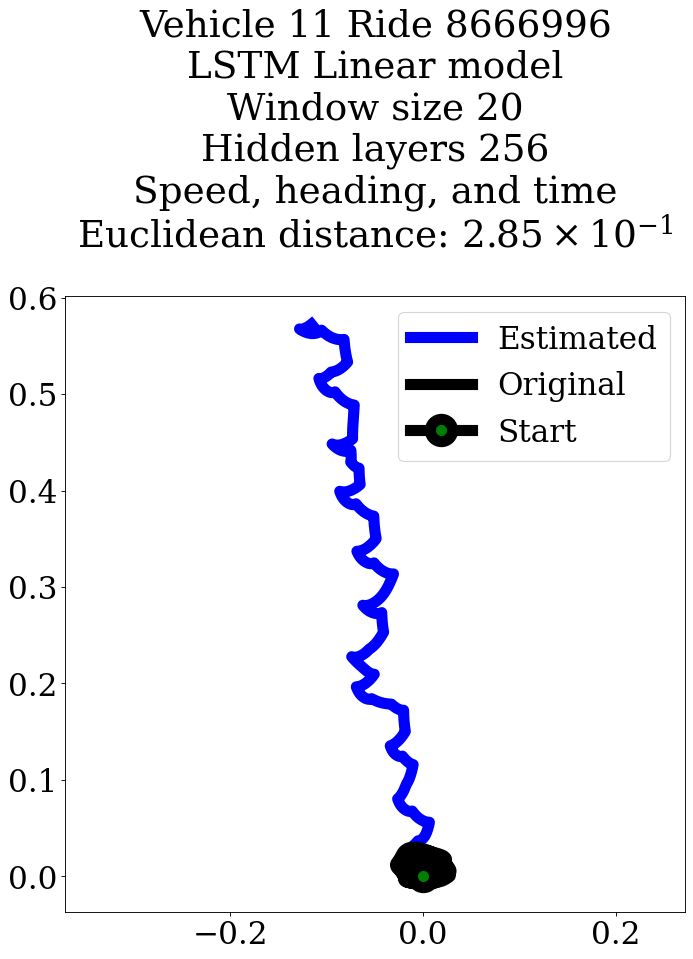 Vehicle 11 Ride 8666996
LSTM Linear model
Window size 20
Hidden layers 256
Speed, heading, and time
Euclidean distance: 2.85 × 10⁻¹
0.6
0.5
0.4
0.3
0.2
0.1
0.0
Estimated
Original
Start
−0.2
0.0
0.2